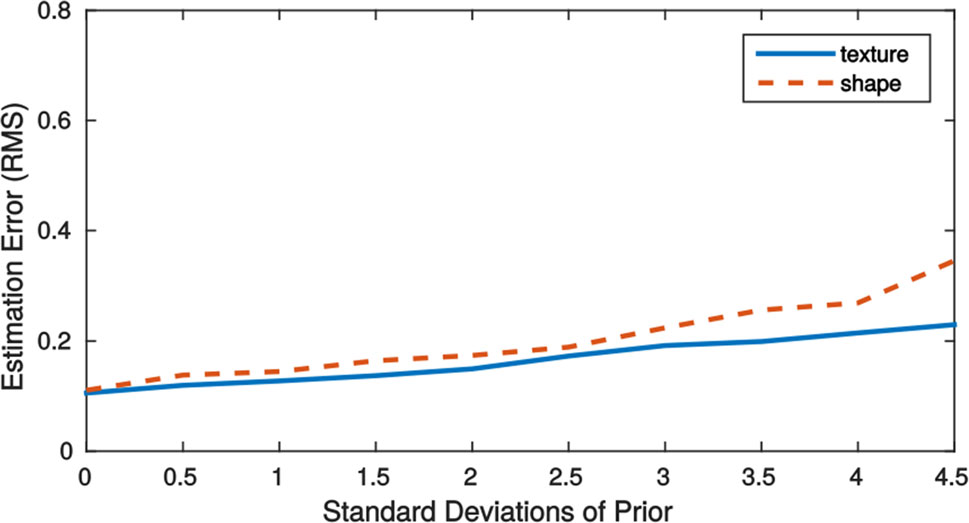 0.8
0.6
0.4
0.2
0
Estimation Error (RMS)
texture
shape
0 0.5 1 1.5 2 2.5 3 3.5 4 4.5
Standard Deviations of Prior